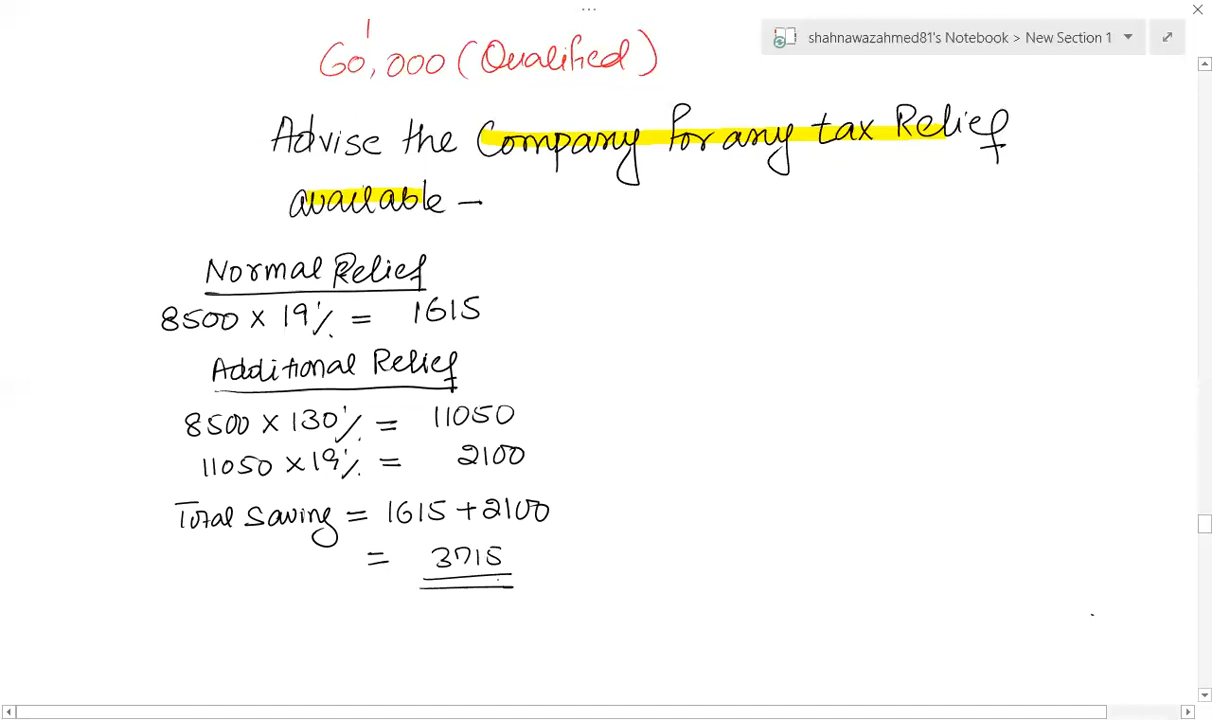 shahnawazahmed81's Notebook > New Section 1
60,000 (Qualified)
Advise the Company for any tax Relief
available -
Normal Relief
8500 x 19% = 1615
Additional Relief
8500 x 130% = 11050
11050 x 19% = 2100
Total Saving = 1615 + 2100
= 3715